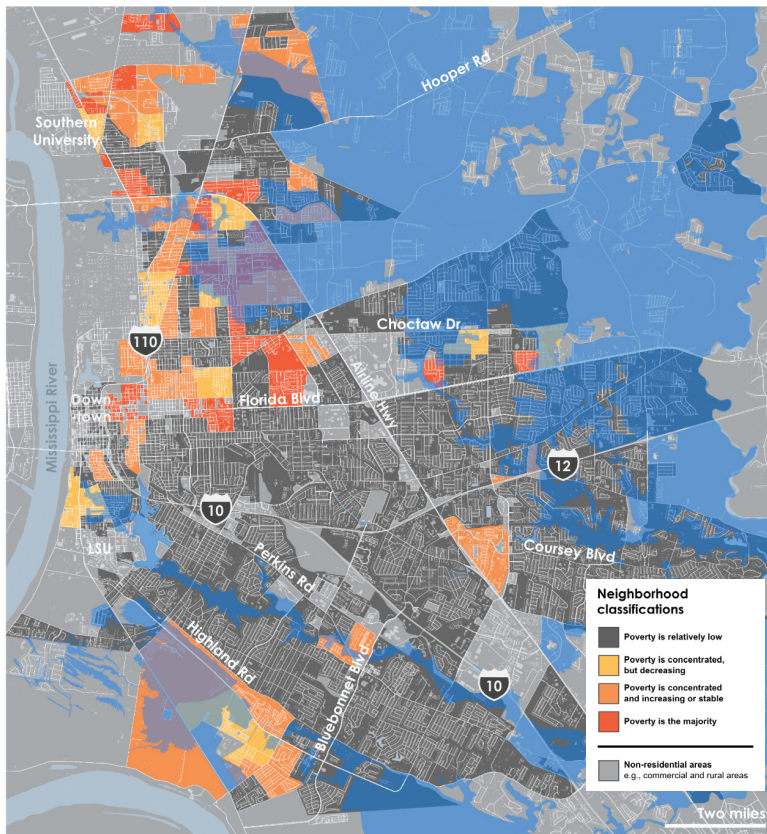 Hooper Rd
Southern
University
Choctaw Dr
110
Mississippi River
Airline Hwy
Down
-town
Florida Blvd
12
10
LSU
Perkins Rd
Coursey Blvd
Highland Rd
Bluebonnet Blvd
10
Neighborhood
classifications
Poverty is relatively low
Poverty is concentrated,
but decreasing
Poverty is concentrated
and increasing or stable
Poverty is the majority
Non-residential areas
e.g., commercial and rural areas
Two miles